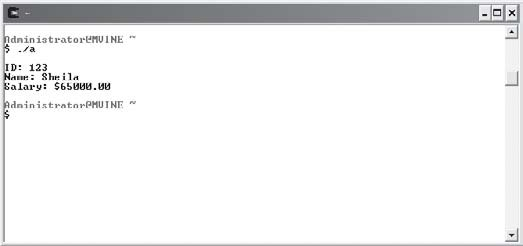 ~
Administrator@MVINE ~
$ ./a
ID: 123
Name: Sheila
Salary: $65000.00
Administrator@MVINE ~
$